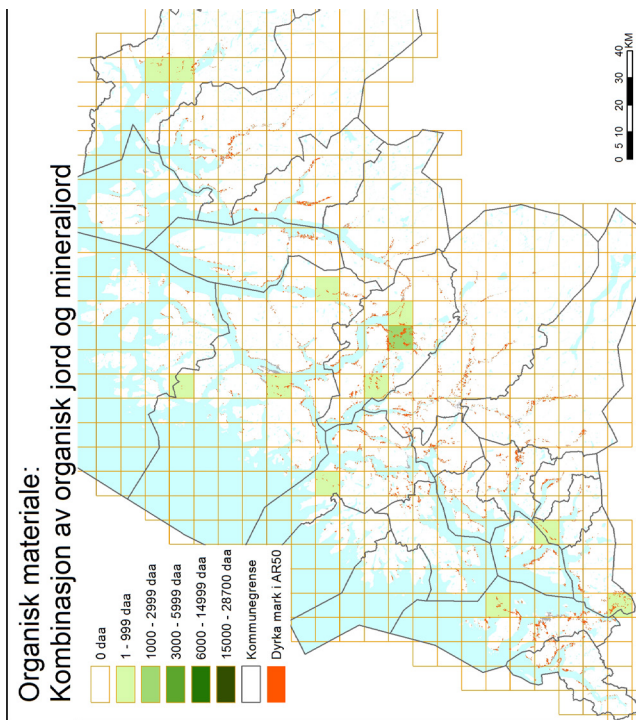 Organisk materiale:
Kombinasjon av organisk jord og mineraljord
0 daa
1 - 999 daa
1000 - 2999 daa
3000 - 5999 daa
6000 - 14999 daa
15000 - 28700 daa
Kommunegrense
Dyrka mark i AR50
0 5 10 20 30 40
KM